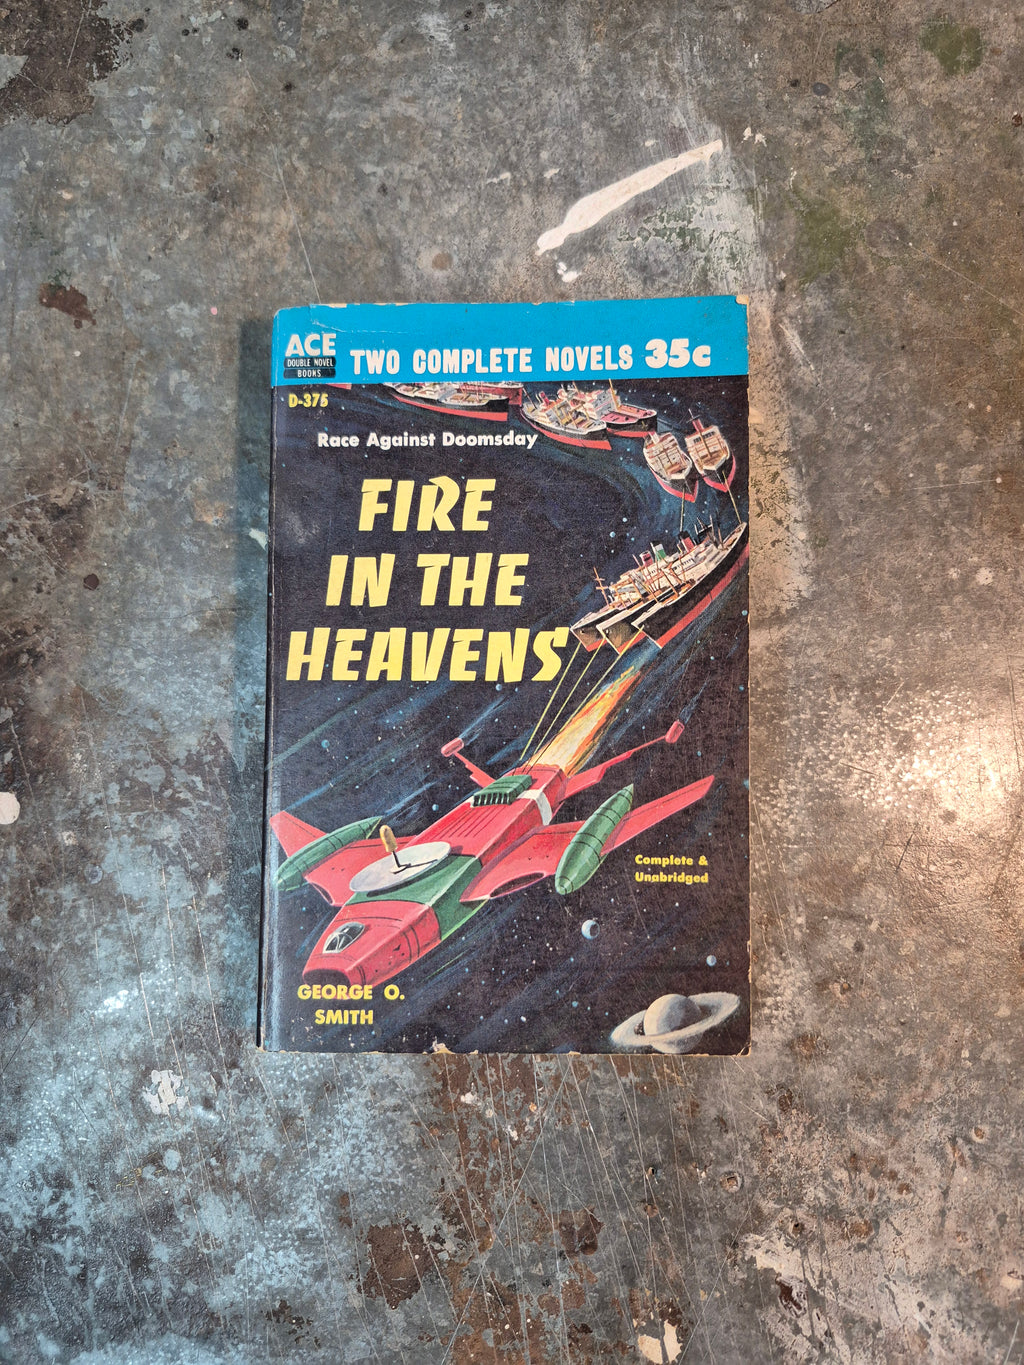 ACE
DOUBLE NOVEL
BOOKS
TWO COMPLETE NOVELS 35c
D-375
Race Against Doomsday
FIRE
IN THE
HEAVENS
Complete &
Unabridged
GEORGE O.
SMITH